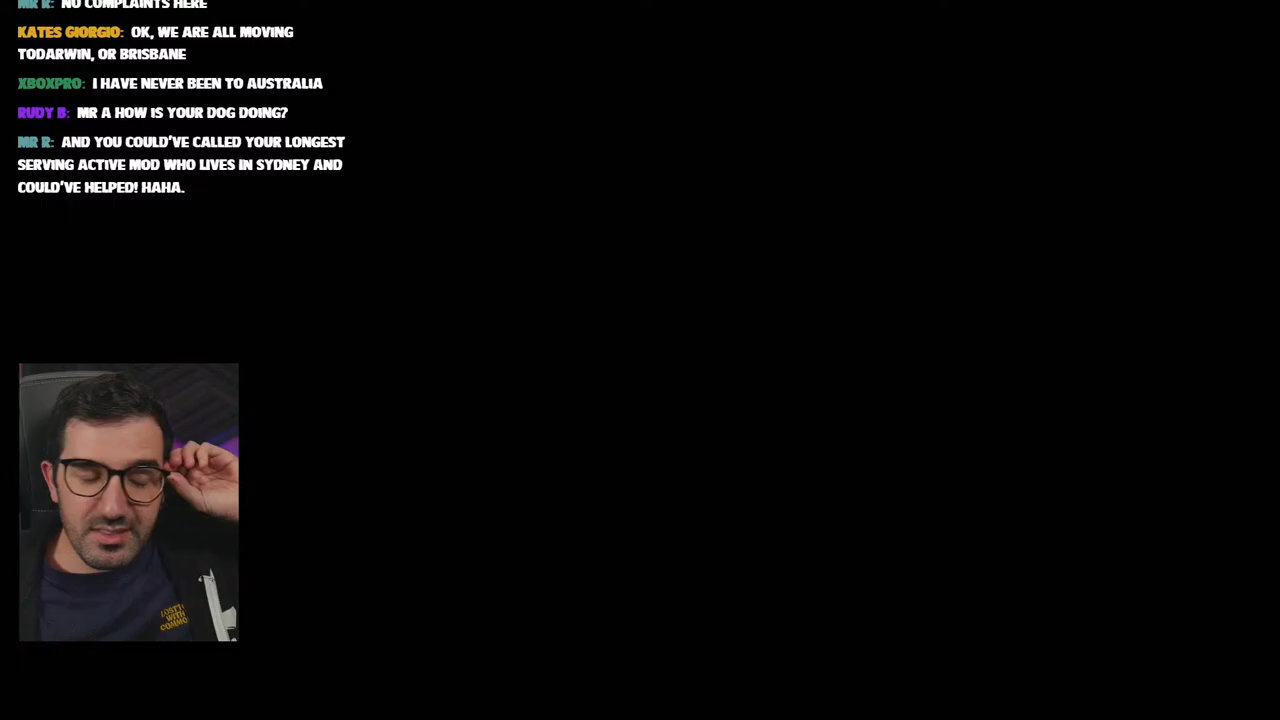 MR R: NO COMPLAINTS HERE
KATES GIORGIO: OK, WE ARE ALL MOVING
TODARWIN, OR BRISBANE
XBOXPRO: I HAVE NEVER BEEN TO AUSTRALIA
RUDY B: MR A HOW IS YOUR DOG DOING?
MR R: AND YOU COULD'VE CALLED YOUR LONGEST
SERVING ACTIVE MOD WHO LIVES IN SYDNEY AND
COULD'VE HELPED! HAHA.
WITH